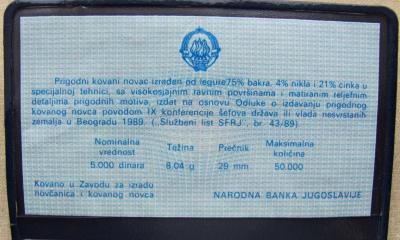 Prigodni kovani novac izrađen od legure75% bakra, 4% nikla i 21% cinka u
specijalnoj tehnici, sa visokosjajnim ravnim površinama i matiranim reljefnim
detaljima prigodnih motiva, izdat na osnovu Odluke o izdavanju prigodnog
kovanog novca povodom IX konferencije šefova država ili vlada nesvrstanih
zemalja u Beogradu 1989. („Službeni list SFRJ", br. 43/89)
Nominalna vrednost Težina Prečnik Maksimalna količina
5.000 dinara 8.04 g 29 mm 50.000
Kovano u Zavodu za izradu
novčanica i kovanog novca NARODNA BANKA JUGOSLAVIJE